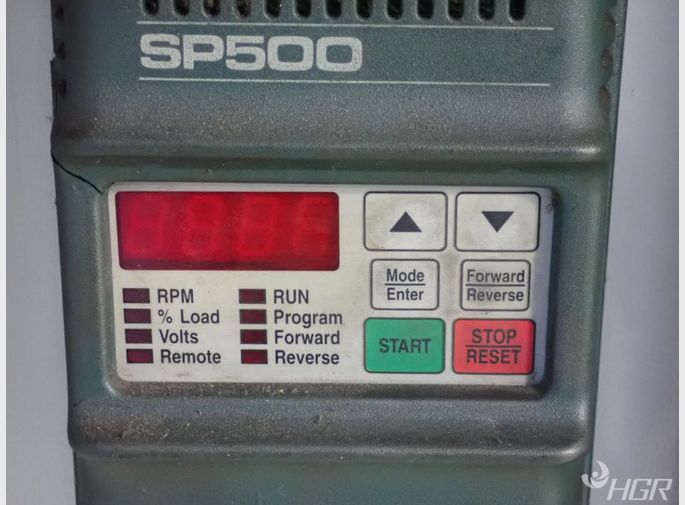 SP500
RPM
% Load
Volts
Remote
RUN
Program
Forward
Reverse
Mode
Enter
Forward
Reverse
START
STOP
RESET
HGR